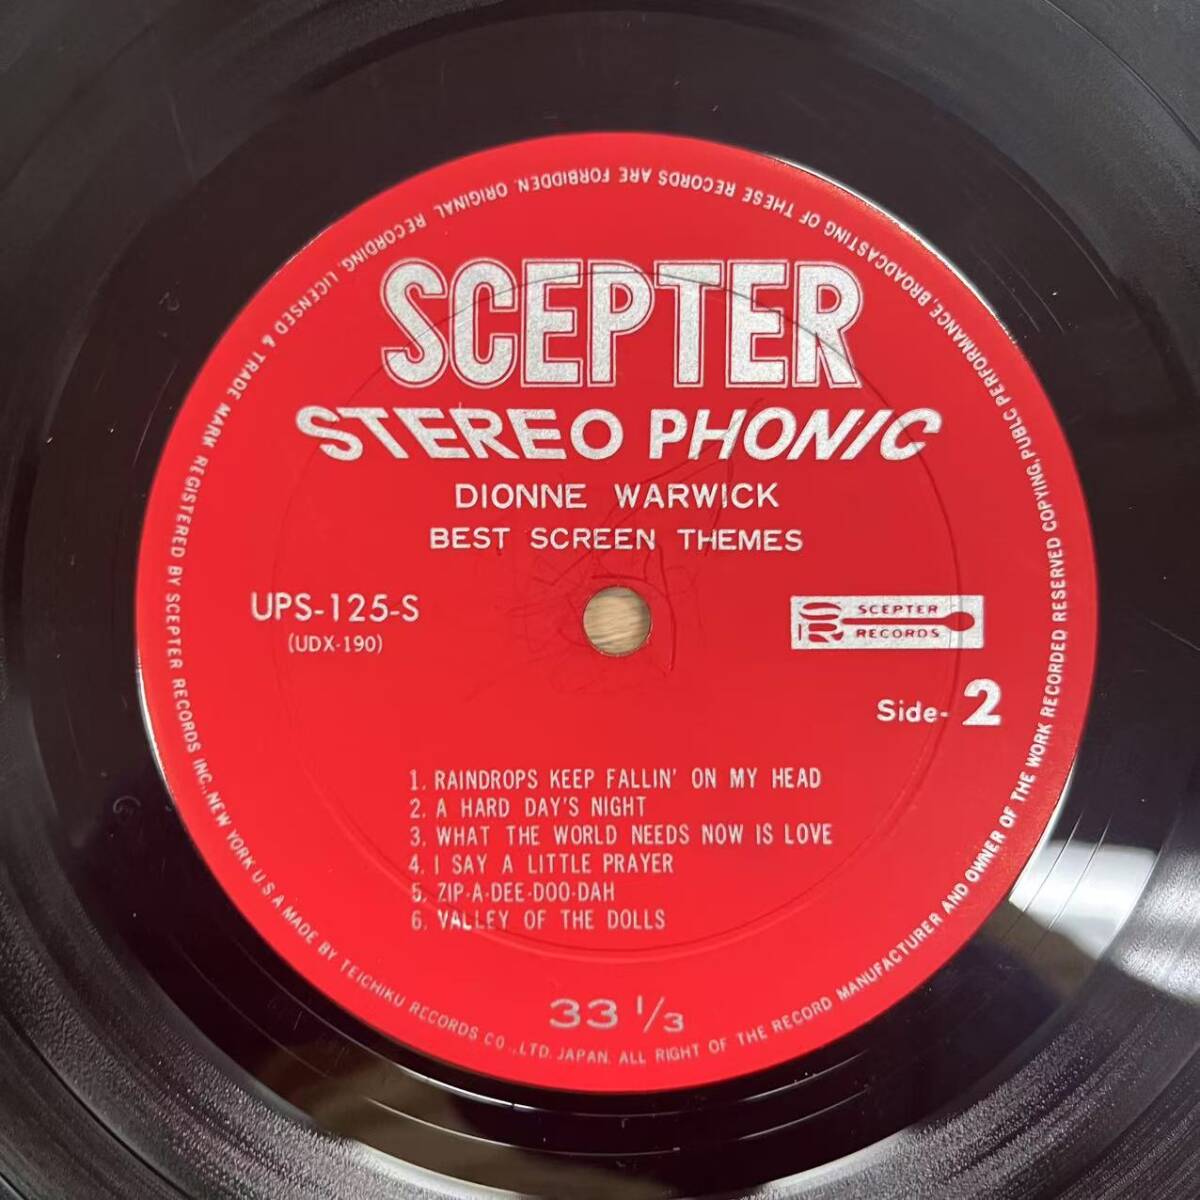 SCEPTER
STEREO PHONIC
DIONNE WARWICK
BEST SCREEN THEMES
UPS-125-S
(UDX-190)
SCEPTER
RECORDS
Side-2
1. RAINDROPS KEEP FALLIN' ON MY HEAD
2. A HARD DAY'S NIGHT
3. WHAT THE WORLD NEEDS NOW IS LOVE
4. I SAY A LITTLE PRAYER
5. ZIP-A-DEE-DOO-DAH
6. VALLEY OF THE DOLLS
33 1/3
LICENSED & TRADE MARK REGISTERED BY SCEPTER RECORDS INC., NEW YORK U S A MADE BY TEICHIKU RECORDS CO., LTD. JAPAN. ALL RIGHT OF THE RECORD MANUFACTURER AND OWNER OF THE WORK RECORDED RESERVED COPYING, PUBLIC PERFORMANCE, BROADCASTING OF THESE RECORDS ARE FORBIDDEN. ORIGINAL RECORDING.